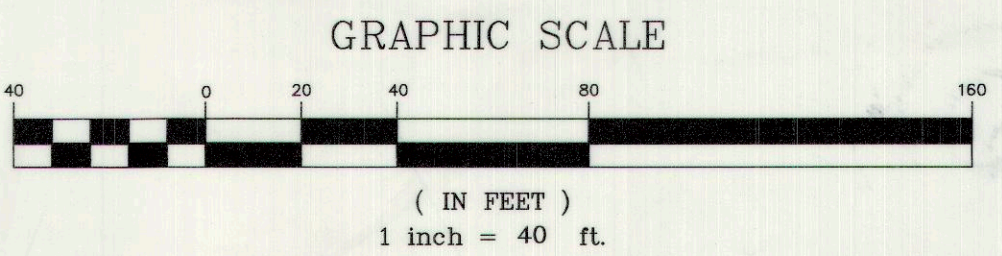 GRAPHIC SCALE
40 0 20 40 80 160
( IN FEET )
1 inch = 40 ft.